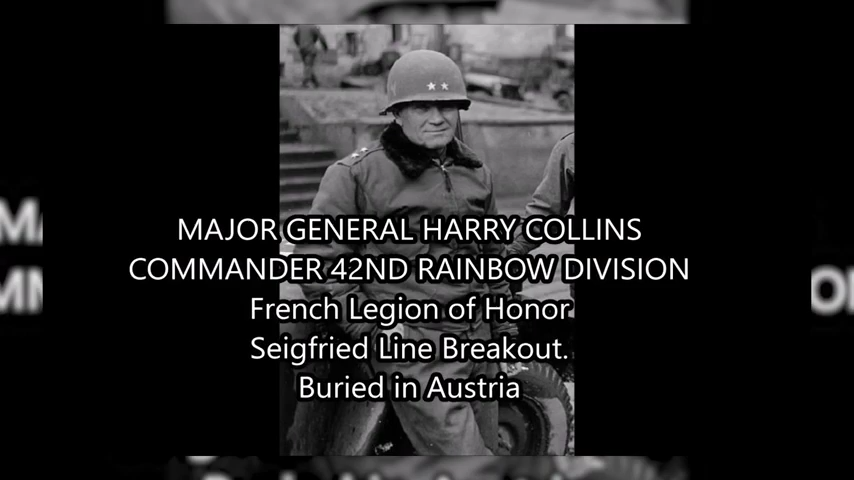 MAJOR GENERAL HARRY COLLINS
COMMANDER 42ND RAINBOW DIVISION
French Legion of Honor
Seigfried Line Breakout.
Buried in Austria